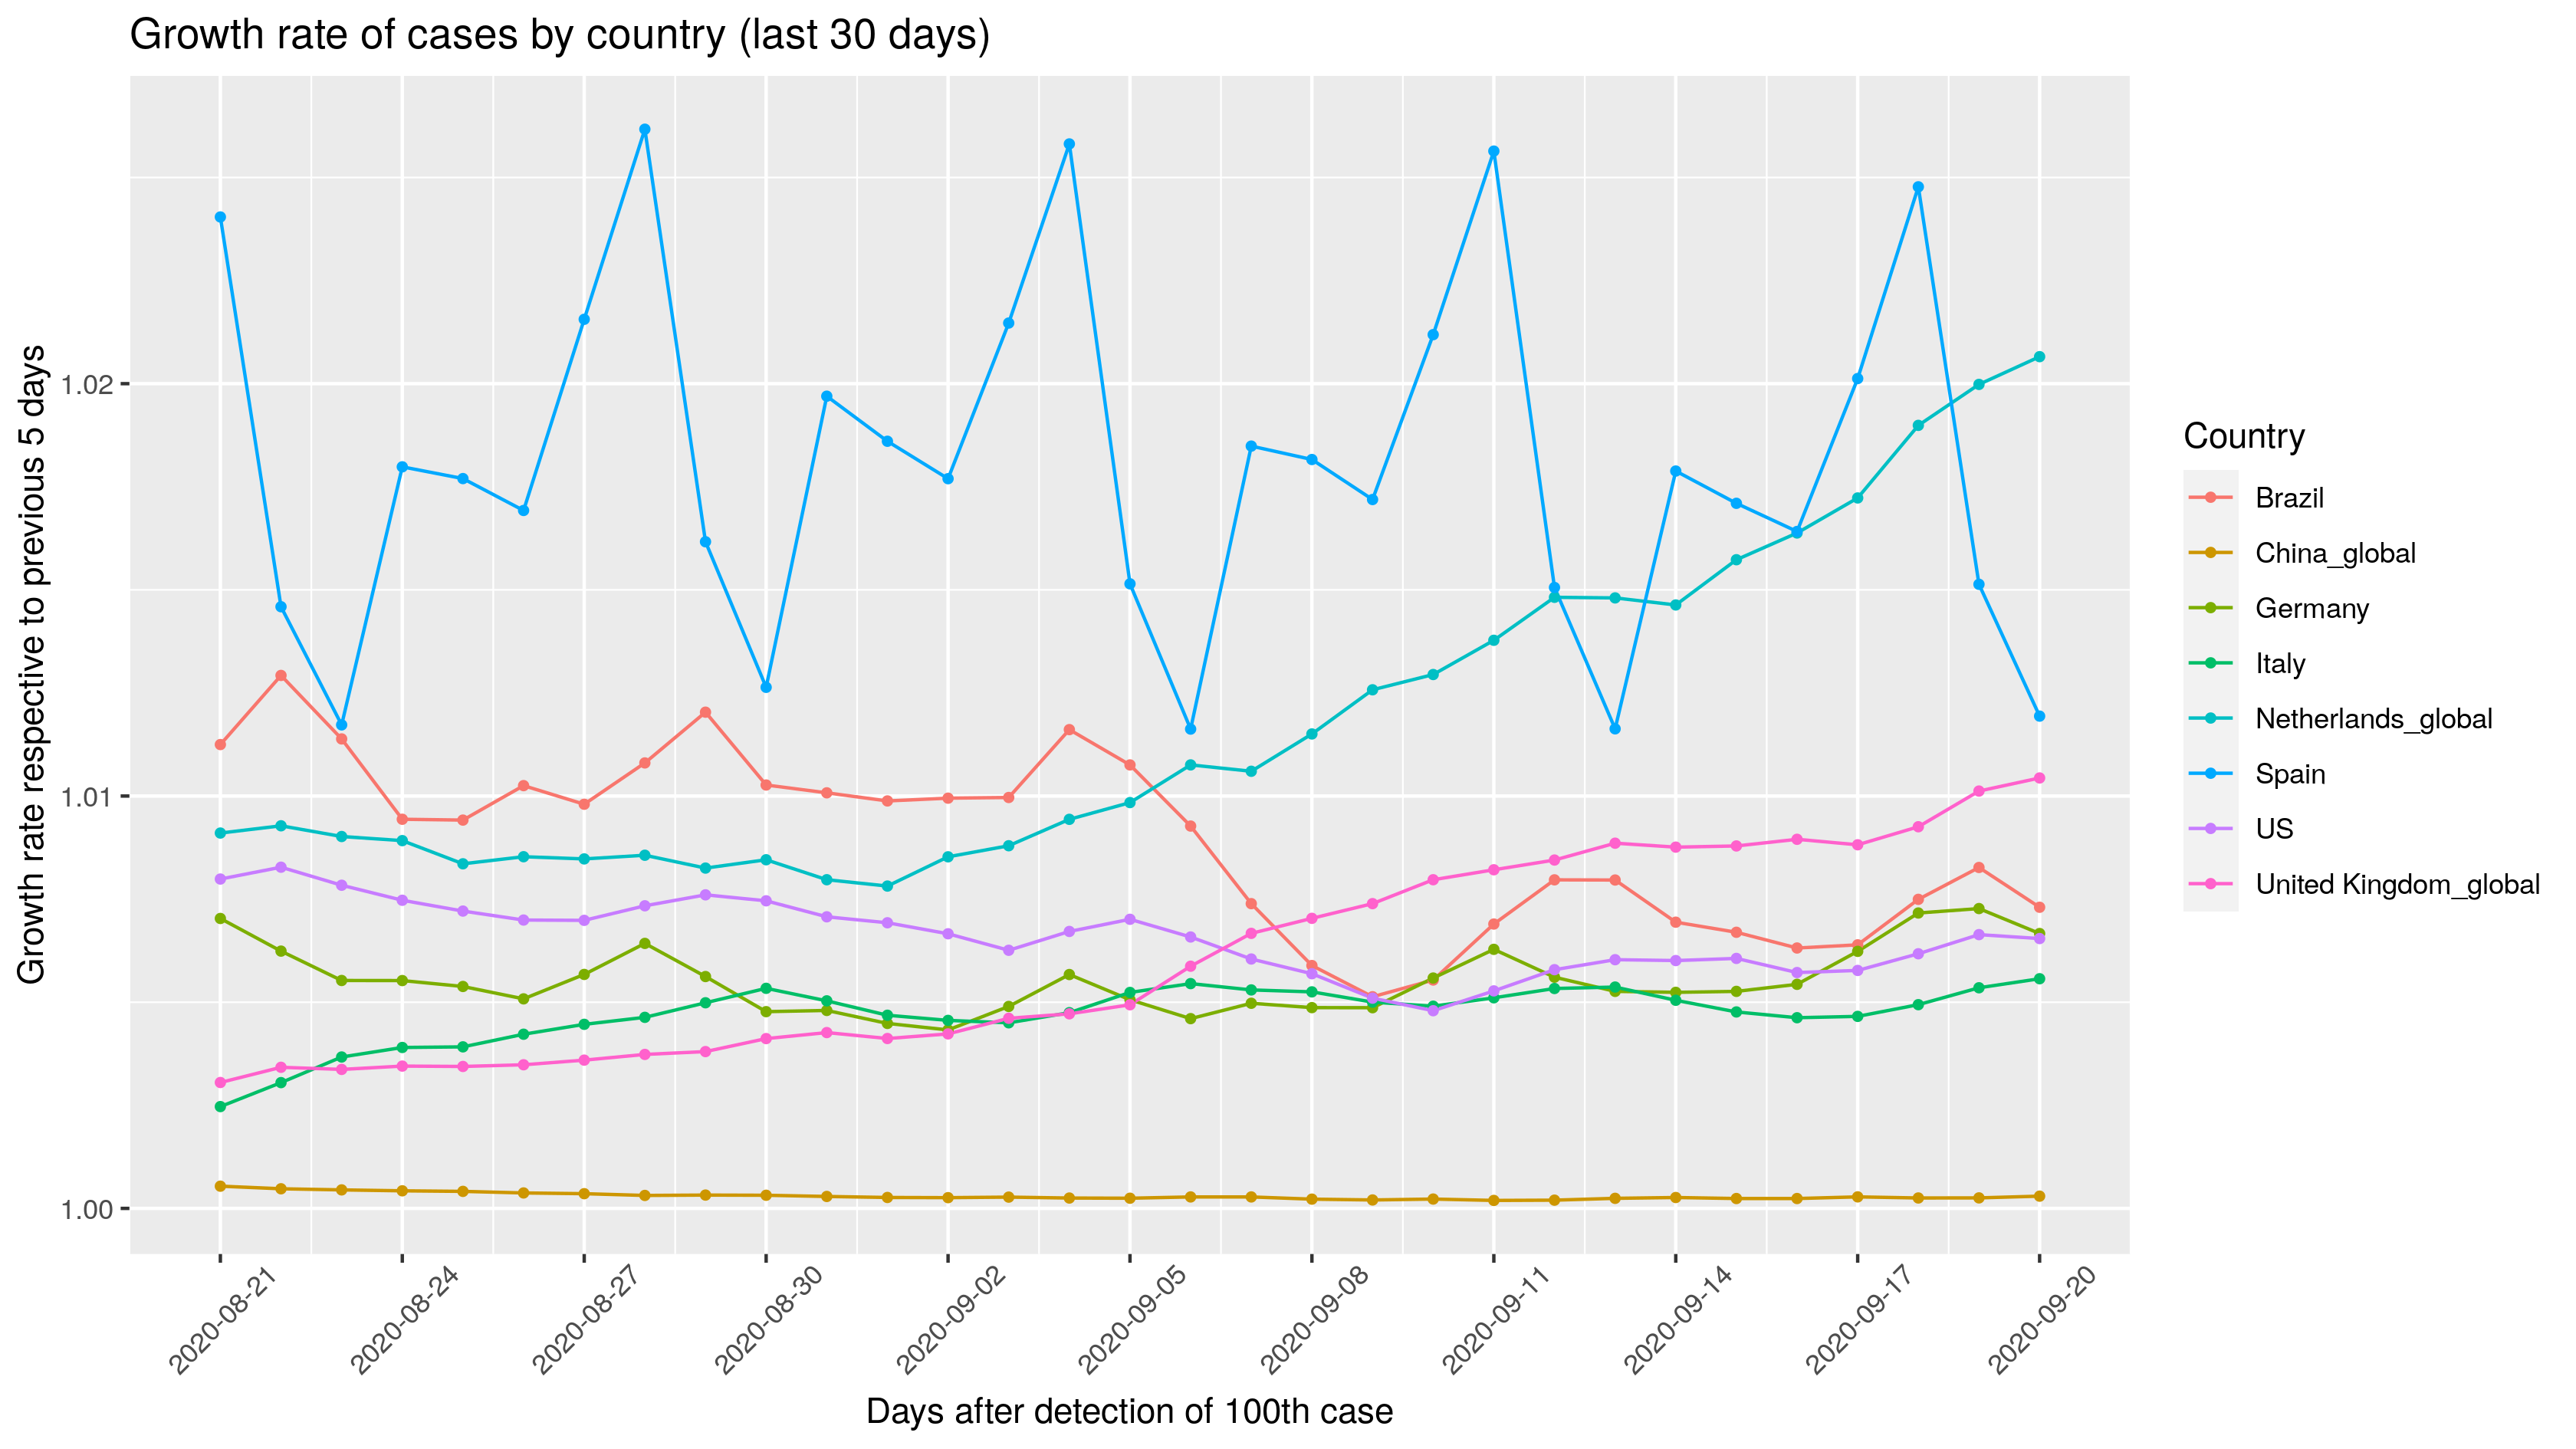 Growth rate of cases by country (last 30 days)
Growth rate respective to previous 5 days
1.02
1.01
1.00
2020-08-21
2020-08-24
2020-08-27
2020-08-30
2020-09-02
2020-09-05
2020-09-08
2020-09-11
2020-09-14
2020-09-17
2020-09-20
Days after detection of 100th case
Country
Brazil
China_global
Germany
Italy
Netherlands_global
Spain
US
United Kingdom_global